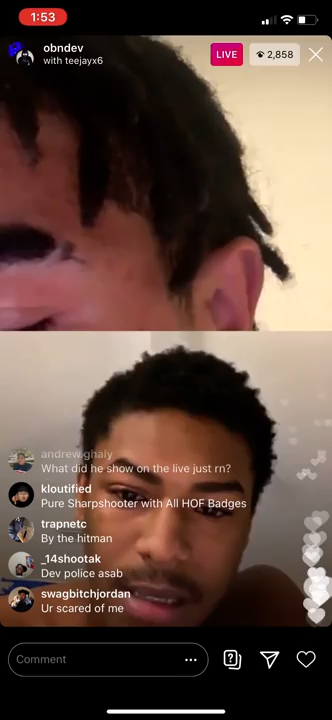 1:53
obndev
with teejayx6
LIVE
2,858
andrew.ghaly
What did he show on the live just rn?
kloutified
Pure Sharpshooter with All HOF Badges
trapnetc
By the hitman
_14shootak
Dev police asab
swagbitchjordan
Ur scared of me
Comment